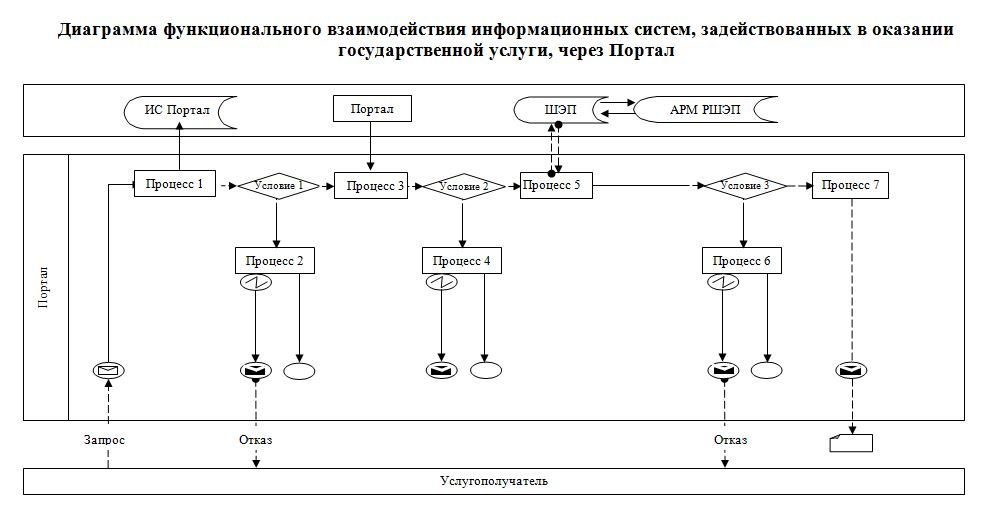 Диаграмма функционального взаимодействия информационных систем, задействованных в оказании
государственной услуги, через Портал
ИС Портал
Портал
ШЭП
АРМ РШЭП
Процесс 1
Условие 1
Процесс 3
Условие 2
Процесс 5
Условие 3
Процесс 7
Процесс 2
Процесс 4
Процесс 6
Портал
Запрос
Отказ
Отказ
Услугополучатель